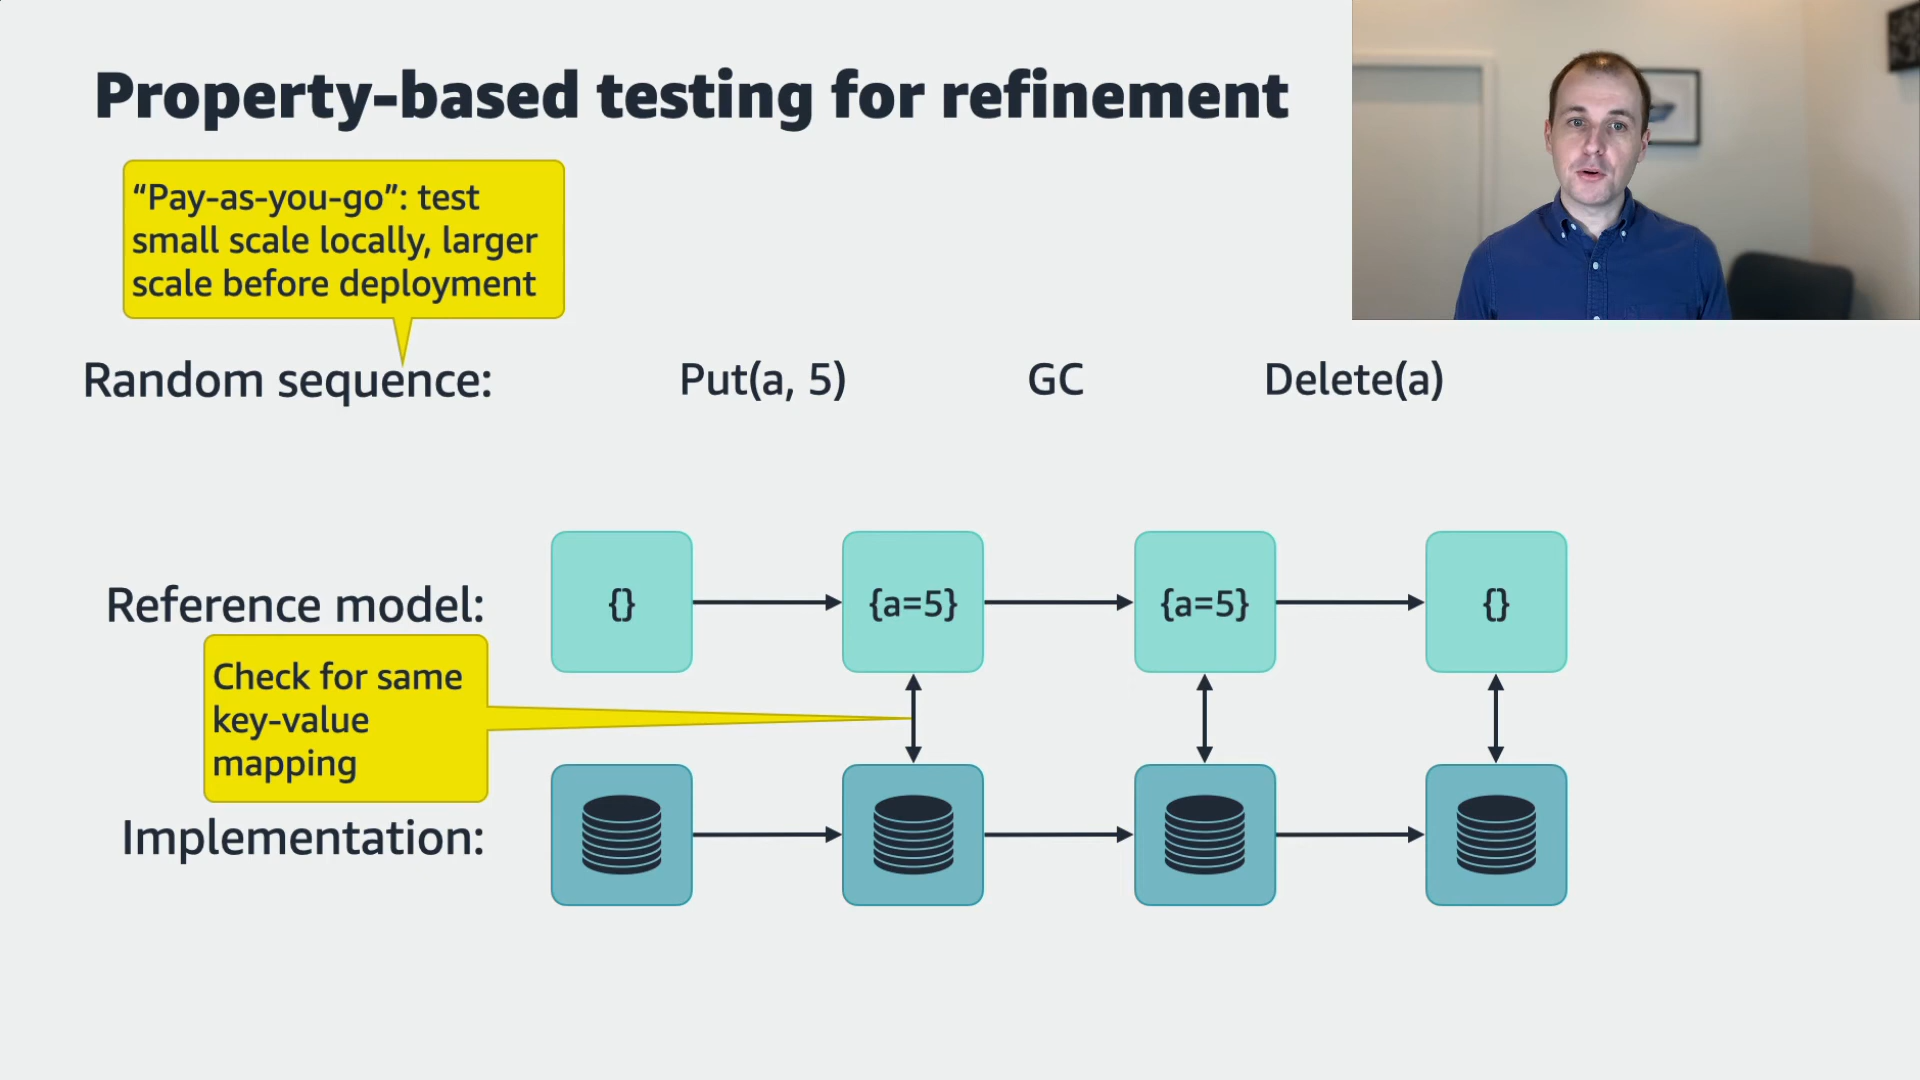 Property-based testing for refinement
“Pay-as-you-go”: test
small scale locally, larger
scale before deployment
Random sequence:
Put(a, 5)
GC
Delete(a)
Reference model:
{}
{a=5}
{a=5}
{}
Check for same
key-value
mapping
Implementation: